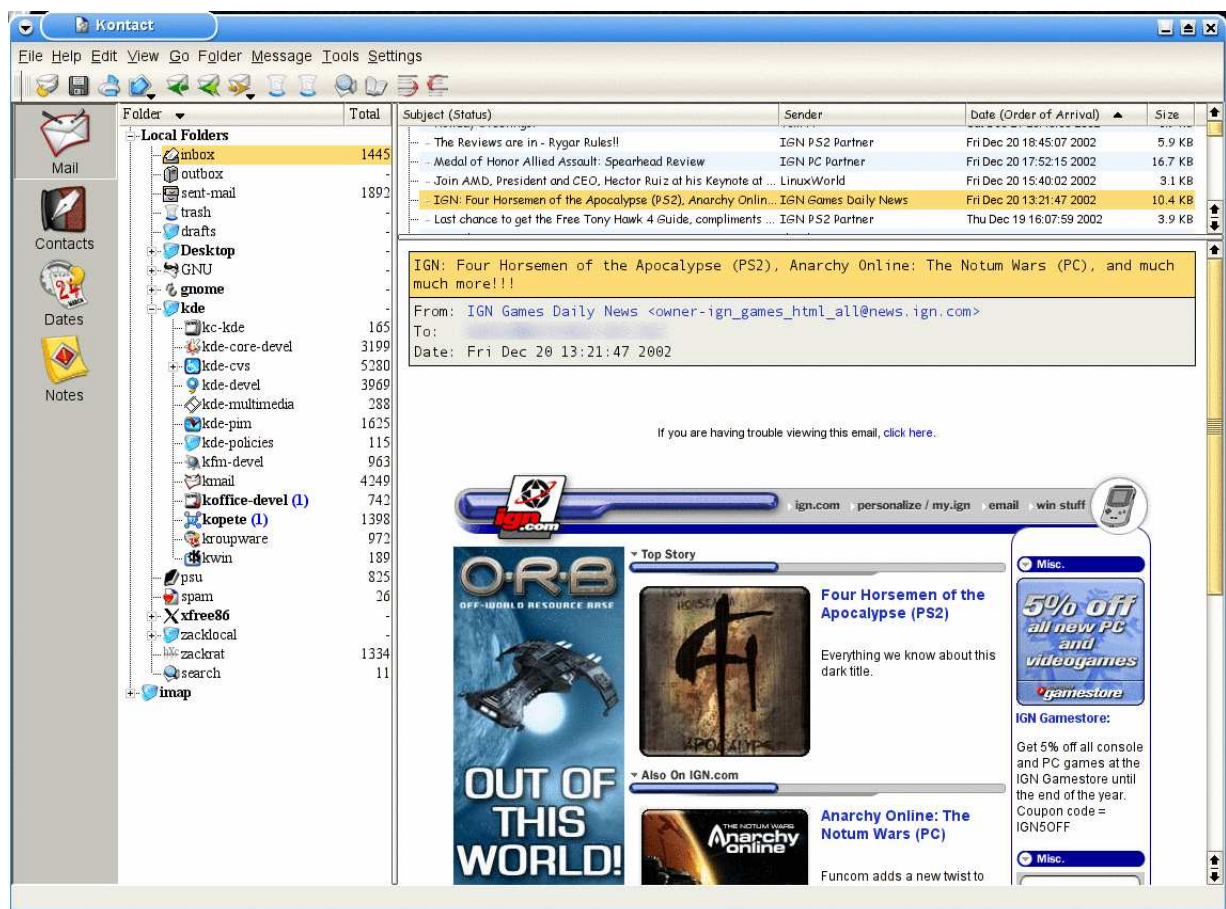 Kontact
File Help Edit View Go Folder Message Tools Settings
Mail
Contacts
Dates
Notes
Folder Total
Local Folders
inbox 1445
outbox -
sent-mail 1892
trash -
drafts -
Desktop -
GNU -
gnome -
kde -
kc-kde 165
kde-core-devel 3199
kde-cvs 5280
kde-devel 3969
kde-multimedia 288
kde-pim 1625
kde-policies 115
kfm-devel 963
kmail 4249
koffice-devel (1) 742
kopete (1) 1398
kroupware 972
kwin 189
psu 825
spam 26
xfree86 -
zacklocal -
zackrat 1334
search 11
imap
Subject (Status) Sender Date (Order of Arrival) Size
The Reviews are in - Rygar Rules!! IGN PS2 Partner Fri Dec 20 18:45:07 2002 5.9 KB
Medal of Honor Allied Assault: Spearhead Review IGN PC Partner Fri Dec 20 17:52:15 2002 16.7 KB
Join AMD, President and CEO, Hector Ruiz at his Keynote at ... LinuxWorld Fri Dec 20 15:40:02 2002 3.1 KB
IGN: Four Horsemen of the Apocalypse (PS2), Anarchy Onlin... IGN Games Daily News Fri Dec 20 13:21:47 2002 10.4 KB
Last chance to get the Free Tony Hawk 4 Guide, compliments ... IGN PS2 Partner Thu Dec 19 16:07:59 2002 3.9 KB
IGN: Four Horsemen of the Apocalypse (PS2), Anarchy Online: The Notum Wars (PC), and much
much more!!!
From: IGN Games Daily News <owner-ign_games_html_all@news.ign.com>
To:
Date: Fri Dec 20 13:21:47 2002
If you are having trouble viewing this email, click here.
ign.com
ign.com personalize / my.ign email win stuff
O·R·B
OFF-WORLD RESOURCE BASE
OUT OF
THIS
WORLD!
Top Story
APOCALYPSE
Four Horsemen of the
Apocalypse (PS2)
Everything we know about this
dark title.
Also On IGN.com
THE NOTUM WARS
Anarchy
online
Anarchy Online: The
Notum Wars (PC)
Funcom adds a new twist to
Misc.
5% off
all new PC
and
videogames
gamestore
IGN Gamestore:
Get 5% off all console
and PC games at the
IGN Gamestore until
the end of the year.
Coupon code =
IGN5OFF
Misc.